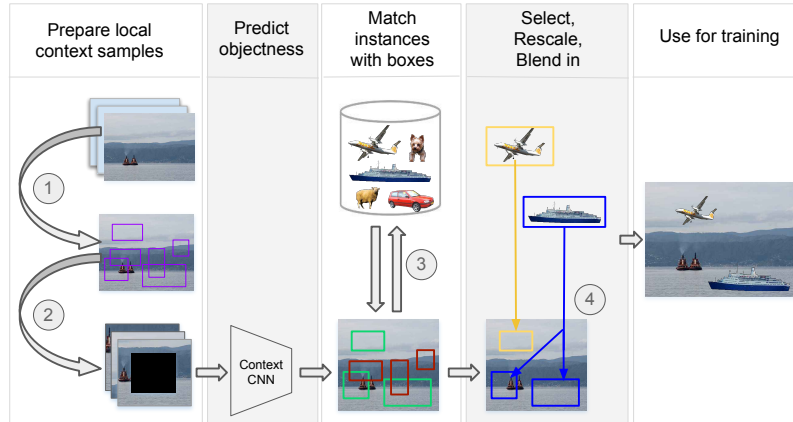 Prepare local
context samples
Predict
objectness
Match
instances
with boxes
Select,
Rescale,
Blend in
Use for training
1
2
3
4
Context
CNN